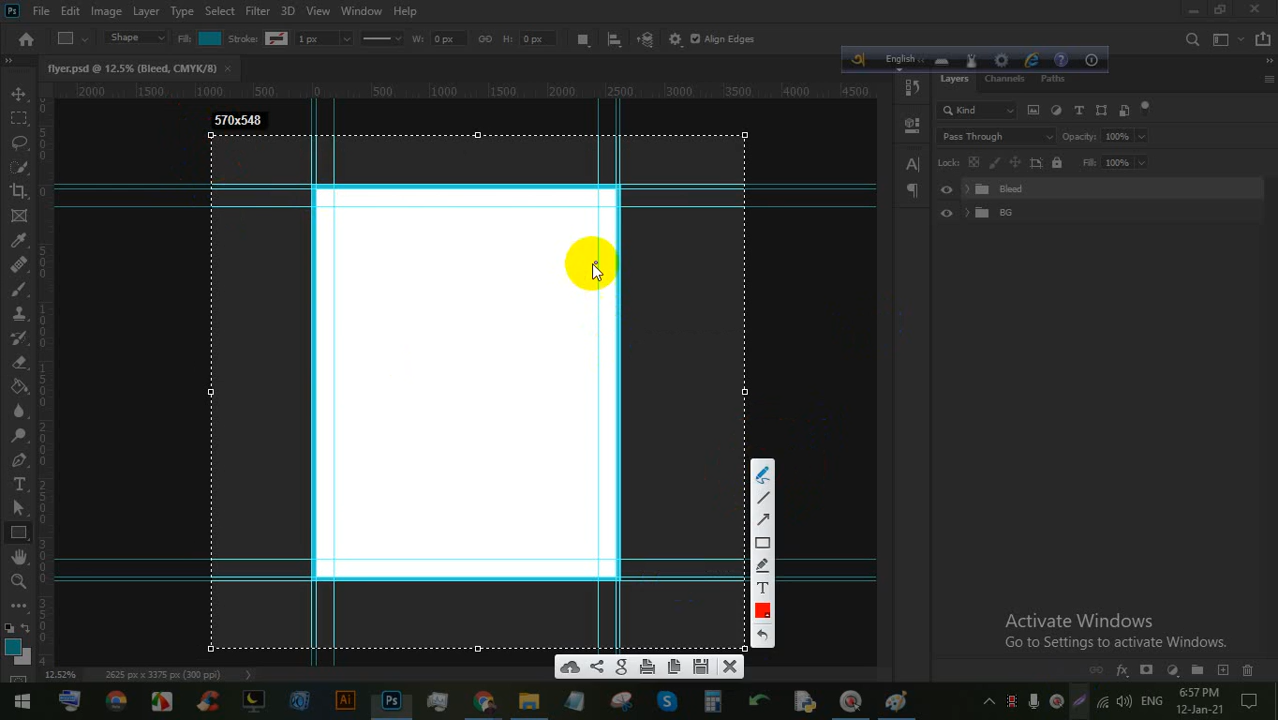 Ps File Edit Image Layer Type Select Filter 3D View Window Help
Shape Fill: Stroke: 1 px W: 0 px H: 0 px Align Edges
flyer.psd @ 12.5% (Bleed, CMYK/8) ×
English
2000 1500 1000 500 0 500 1000 1500 2000 2500 3000 3500 4000 4500
Layers Channels Paths
Kind
570x548
Pass Through Opacity: 100%
Lock: Fill: 100%
Bleed
BG
T
Activate Windows
Go to Settings to activate Windows.
12.52% 2625 px x 3375 px (300 ppi)
fx
Ai Ps ENG 6:57 PM
12-Jan-21